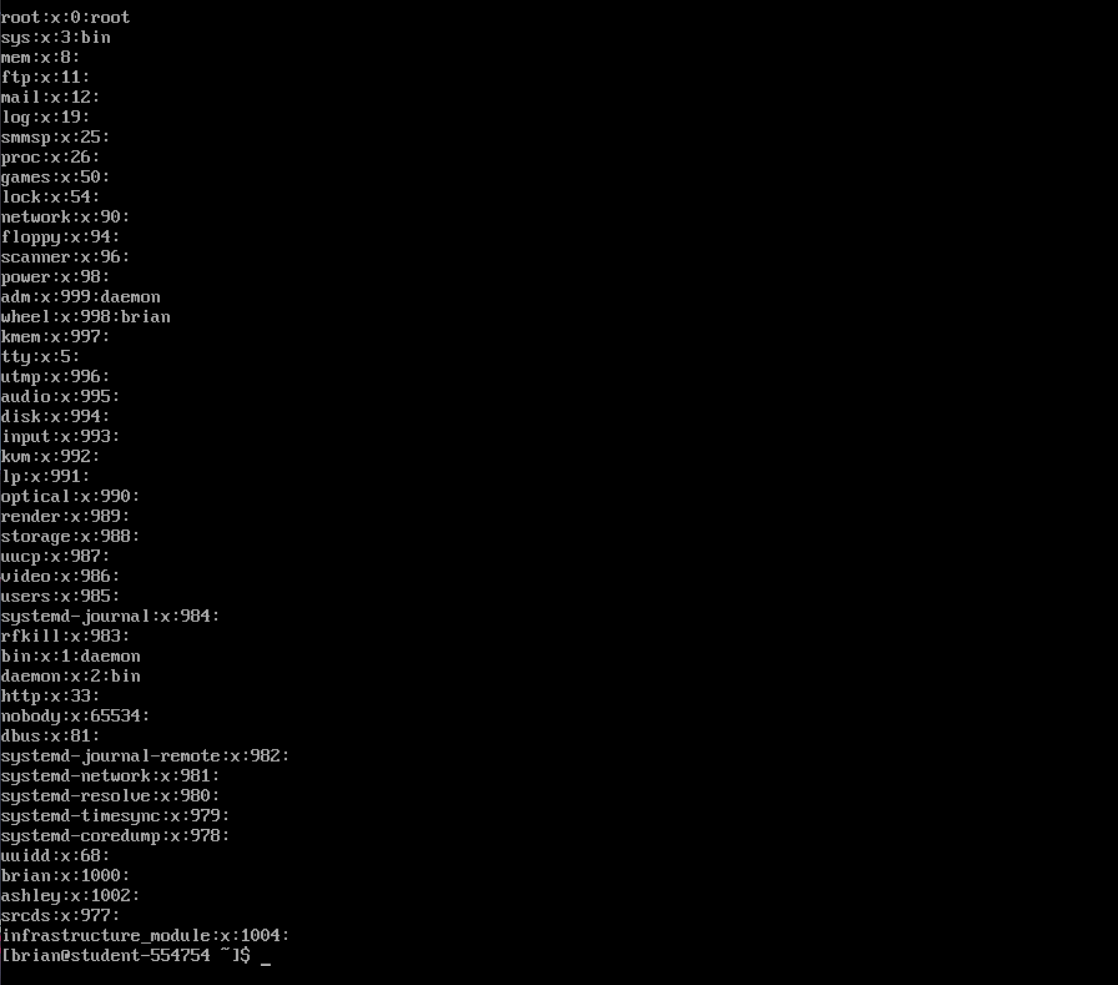 root:x:0:root
sys:x:3:bin
mem:x:8:
ftp:x:11:
mail:x:12:
log:x:19:
smmsp:x:25:
proc:x:26:
games:x:50:
lock:x:54:
network:x:90:
floppy:x:94:
scanner:x:96:
power:x:98:
adm:x:999:daemon
wheel:x:998:brian
kmem:x:997:
tty:x:5:
utmp:x:996:
audio:x:995:
disk:x:994:
input:x:993:
kvm:x:992:
lp:x:991:
optical:x:990:
render:x:989:
storage:x:988:
uucp:x:987:
video:x:986:
users:x:985:
systemd-journal:x:984:
rfkill:x:983:
bin:x:1:daemon
daemon:x:2:bin
http:x:33:
nobody:x:65534:
dbus:x:81:
systemd-journal-remote:x:982:
systemd-network:x:981:
systemd-resolve:x:980:
systemd-timesync:x:979:
systemd-coredump:x:978:
uuidd:x:68:
brian:x:1000:
ashley:x:1002:
srcds:x:977:
infrastructure_module:x:1004:
[brian@student-554754 ~]$ _